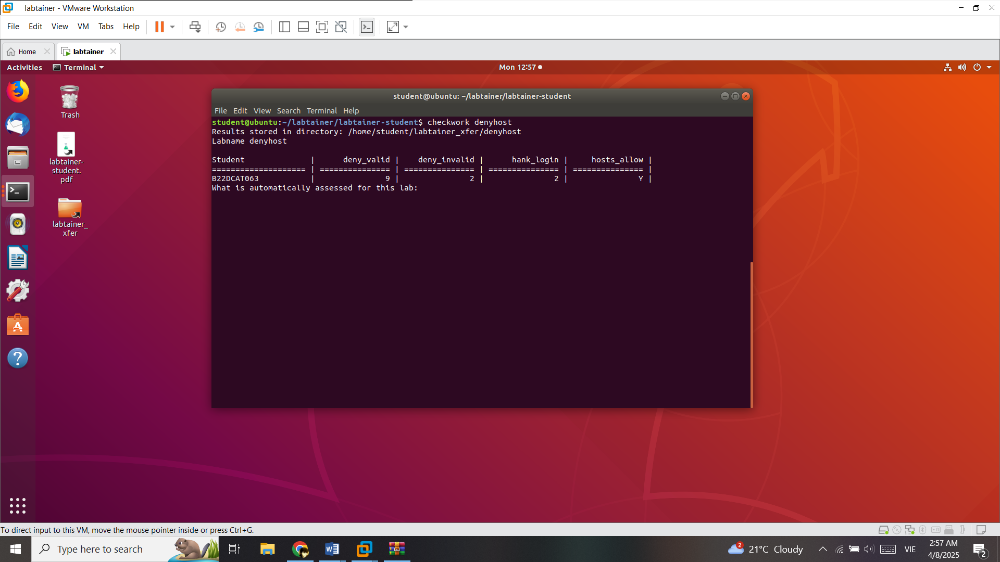 labtainer - VMware Workstation
File Edit View VM Tabs Help
Home
labtainer
Activities
Terminal
Mon 12:57
Trash
labtainer-
student.
pdf
labtainer_
xfer
student@ubuntu: ~/labtainer/labtainer-student
File Edit View Search Terminal Help
student@ubuntu:~/labtainer/labtainer-student$ checkwork denyhost
Results stored in directory: /home/student/labtainer_xfer/denyhost
Labname denyhost
Student | deny_valid | deny_invalid | hank_login | hosts_allow |
==================== | =============== | =============== | =============== | =============== |
B22DCAT063 | 9 | 2 | 2 | Y |
What is automatically assessed for this lab:
To direct input to this VM, move the mouse pointer inside or press Ctrl+G.
Type here to search
2
21°C Cloudy
VIE
2:57 AM
4/8/2025
2